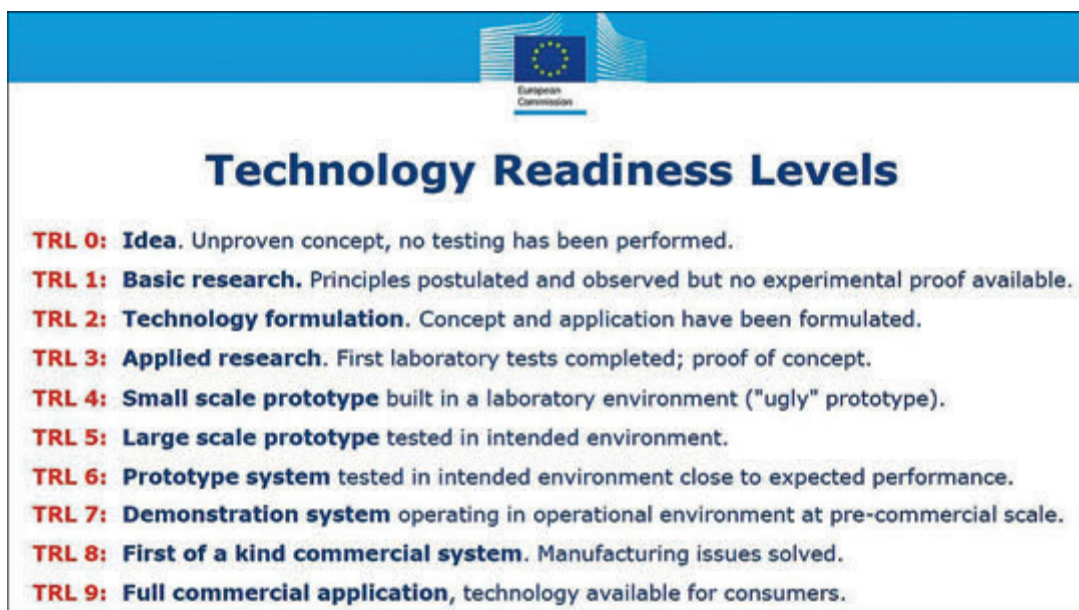 European
Commission
Technology Readiness Levels
TRL 0: Idea. Unproven concept, no testing has been performed.
TRL 1: Basic research. Principles postulated and observed but no experimental proof available.
TRL 2: Technology formulation. Concept and application have been formulated.
TRL 3: Applied research. First laboratory tests completed; proof of concept.
TRL 4: Small scale prototype built in a laboratory environment ("ugly" prototype).
TRL 5: Large scale prototype tested in intended environment.
TRL 6: Prototype system tested in intended environment close to expected performance.
TRL 7: Demonstration system operating in operational environment at pre-commercial scale.
TRL 8: First of a kind commercial system. Manufacturing issues solved.
TRL 9: Full commercial application, technology available for consumers.